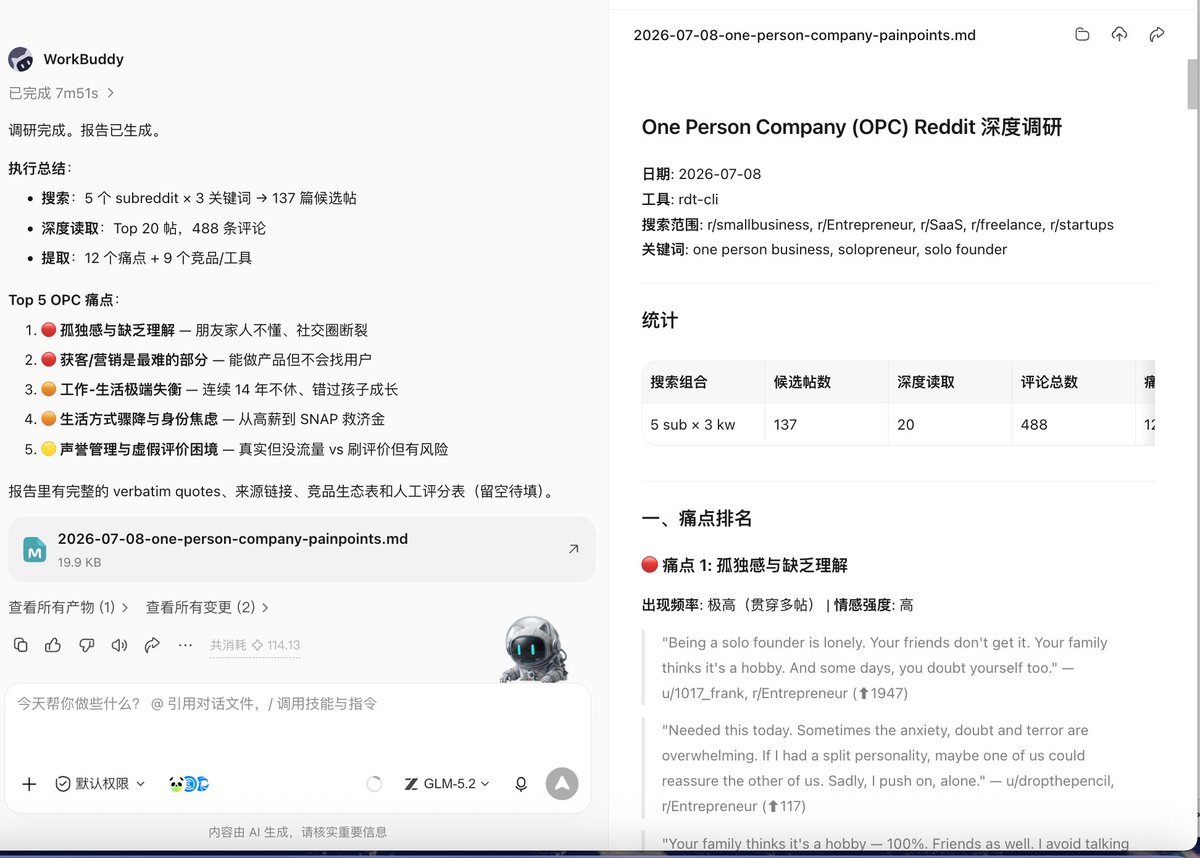 WorkBuddy
已完成 7m51s
调研完成。报告已生成。
执行总结：
• 搜索：5 个 subreddit × 3 关键词 → 137 篇候选帖
• 深度读取：Top 20 帖，488 条评论
• 提取：12 个痛点 + 9 个竞品/工具
Top 5 OPC 痛点：
1. 🔴 孤独感与缺乏理解 — 朋友家人不懂、社交圈断裂
2. 🔴 获客/营销是最难的部分 — 能做产品但不会找用户
3. 🟠 工作-生活极端失衡 — 连续 14 年不休、错过孩子成长
4. 🟠 生活方式骤降与身份焦虑 — 从高薪到 SNAP 救济金
5. 🟡 声誉管理与虚假评价困境 — 真实但没流量 vs 刷评价但有风险
报告里有完整的 verbatim quotes、来源链接、竞品生态表和人工评分表（留空待填）。
M
2026-07-08-one-person-company-painpoints.md
19.9 KB
查看所有产物 (1)
查看所有变更 (2)
共消耗 114.13
今天帮你做些什么？ @ 引用对话文件，/ 调用技能与指令
默认权限
GLM-5.2
内容由 AI 生成，请核实重要信息
2026-07-08-one-person-company-painpoints.md
One Person Company (OPC) Reddit 深度调研
日期: 2026-07-08
工具: rdt-cli
搜索范围: r/smallbusiness, r/Entrepreneur, r/SaaS, r/freelance, r/startups
关键词: one person business, solopreneur, solo founder
统计
搜索组合 候选帖数 深度读取 评论总数
5 sub × 3 kw 137 20 488 12
一、痛点排名
🔴 痛点 1: 孤独感与缺乏理解
出现频率: 极高（贯穿多帖） | 情感强度: 高
"Being a solo founder is lonely. Your friends don't get it. Your family
thinks it's a hobby. And some days, you doubt yourself too." —
u/1017_frank, r/Entrepreneur (⬆1947)
"Needed this today. Sometimes the anxiety, doubt and terror are
overwhelming. If I had a split personality, maybe one of us could
reassure the other of us. Sadly, I push on, alone." — u/dropthepencil,
r/Entrepreneur (⬆117)
"Your family thinks it's a hobby — 100%. Friends as well. I avoid talking